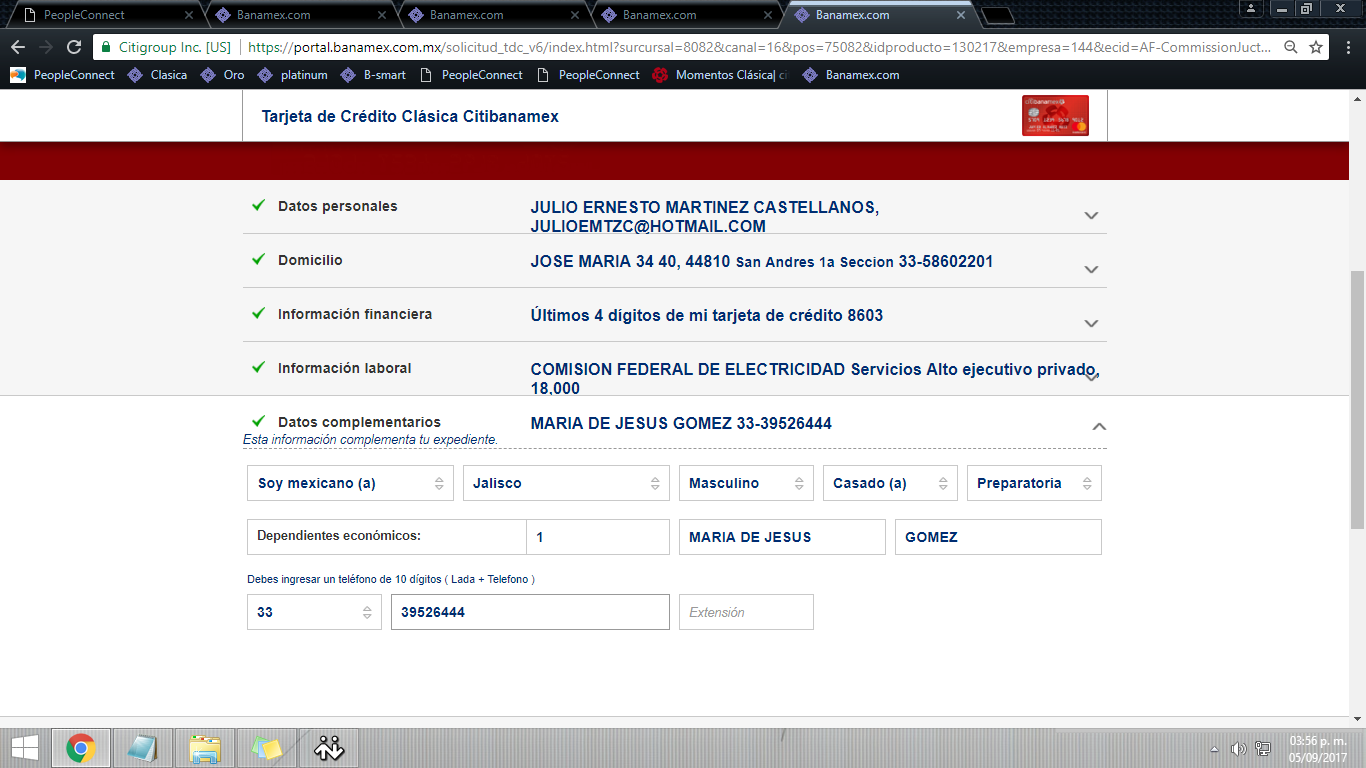 PeopleConnect
Banamex.com
Banamex.com
Banamex.com
Banamex.com
Citigroup Inc. [US] https://portal.banamex.com.mx/solicitud_tdc_v6/index.html?surcursal=8082&canal=16&pos=75082&idproducto=130217&empresa=144&ecid=AF-CommissionJuct...
PeopleConnect Clasica Oro platinum B-smart PeopleConnect PeopleConnect Momentos Clásica| ci Banamex.com
Tarjeta de Crédito Clásica Citibanamex
Datos personales JULIO ERNESTO MARTINEZ CASTELLANOS,
JULIOEMTZC@HOTMAIL.COM
Domicilio JOSE MARIA 34 40, 44810 San Andres 1a Seccion 33-58602201
Información financiera Últimos 4 dígitos de mi tarjeta de crédito 8603
Información laboral COMISION FEDERAL DE ELECTRICIDAD Servicios Alto ejecutivo privado,
18,000
Datos complementarios MARIA DE JESUS GOMEZ 33-39526444
Esta información complementa tu expediente.
Soy mexicano (a) Jalisco Masculino Casado (a) Preparatoria
Dependientes económicos: 1 MARIA DE JESUS GOMEZ
Debes ingresar un teléfono de 10 dígitos ( Lada + Telefono )
33 39526444 Extensión
03:56 p. m.
05/09/2017